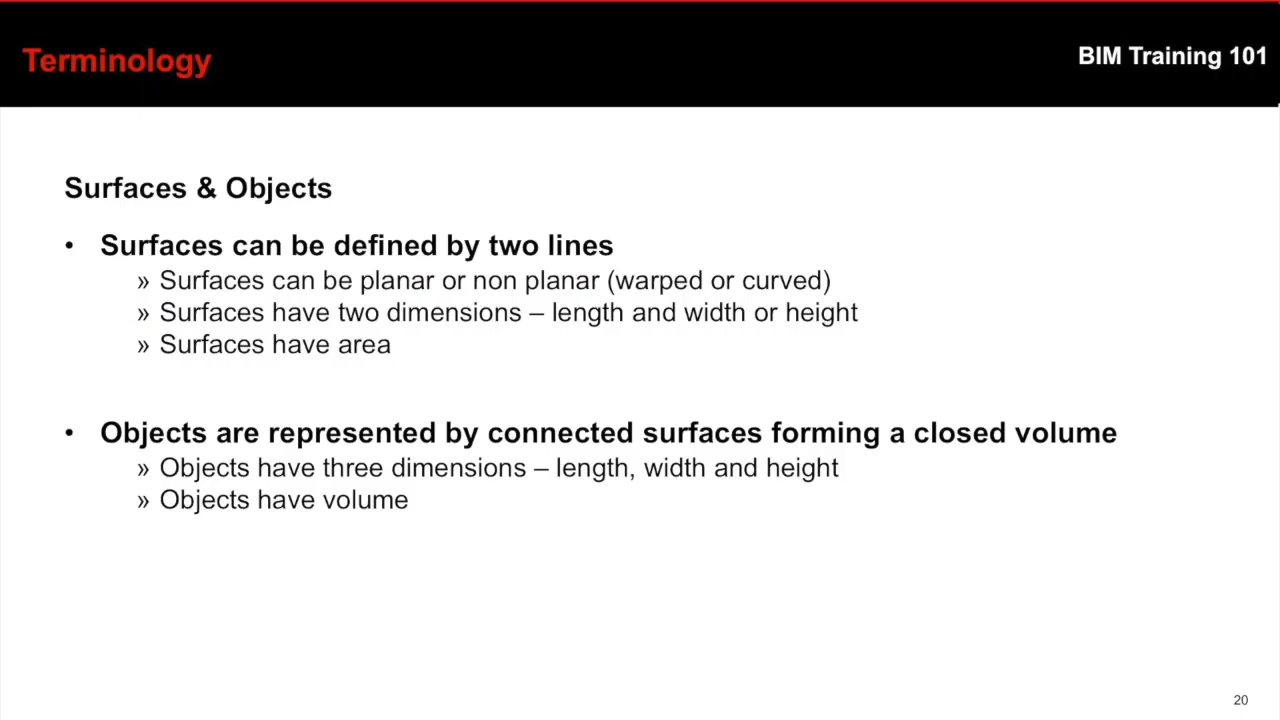 Terminology
BIM Training 101
Surfaces & Objects
• Surfaces can be defined by two lines
» Surfaces can be planar or non planar (warped or curved)
» Surfaces have two dimensions – length and width or height
» Surfaces have area
• Objects are represented by connected surfaces forming a closed volume
» Objects have three dimensions – length, width and height
» Objects have volume
20